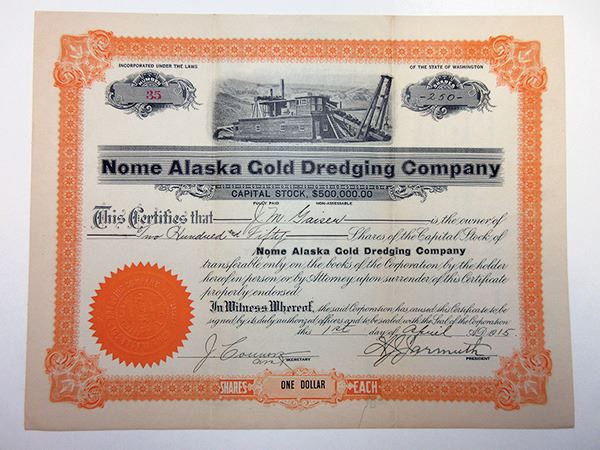 INCORPORATED UNDER THE LAWS
OF THE STATE OF WASHINGTON
NUMBER
35
NUMBER
-250-
Nome Alaska Gold Dredging Company
CAPITAL STOCK, $500,000.00
FULLY PAID NON-ASSESSABLE
This Certifies that J M Gaisen is the owner of
Two Hundred and Fifty Shares of the Capital Stock of
Nome Alaska Gold Dredging Company
transferable only on the books of the Corporation by the holder
hereof in person or by Attorney upon surrender of this Certificate
properly endorsed.
In Witness Whereof, the said Corporation has caused this Certificate to be
signed by its duly authorized officers and to be sealed with the Seal of the Corporation
this 1st day of April AD 1915
J. Connors
SECRETARY
PRESIDENT
SHARES ONE DOLLAR EACH